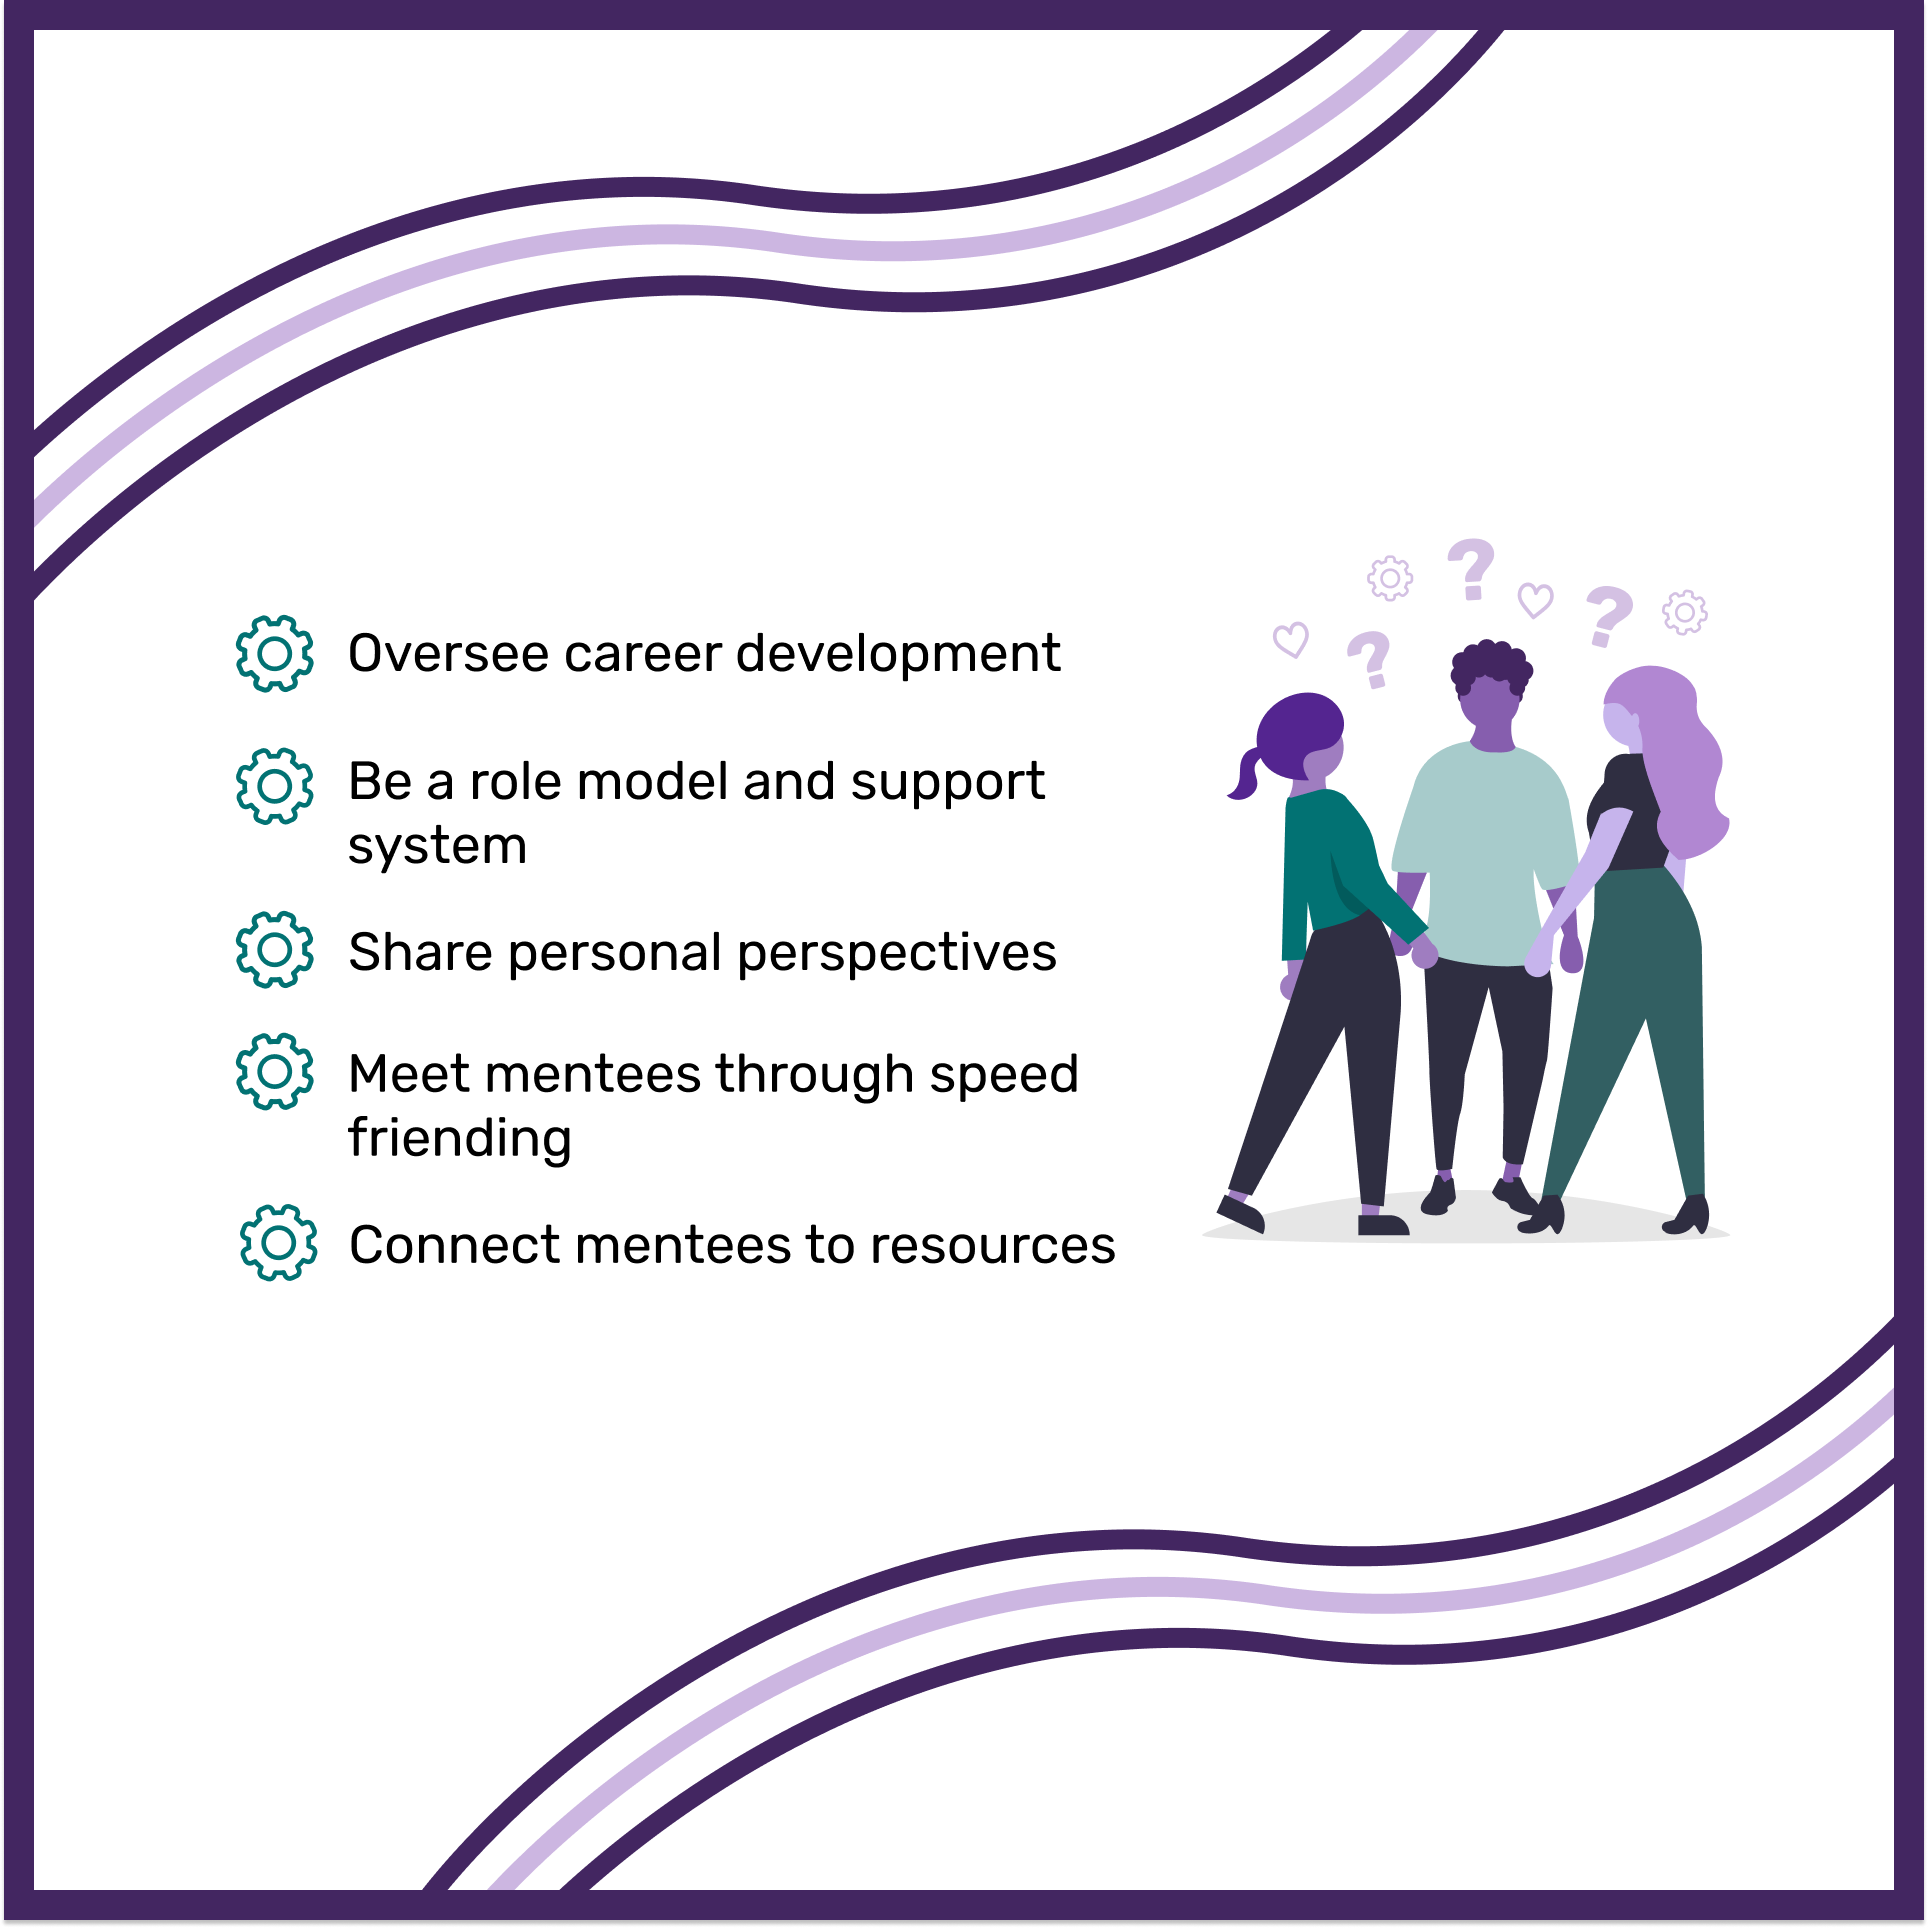 Oversee career development
Be a role model and support
system
Share personal perspectives
Meet mentees through speed
friending
Connect mentees to resources
? ? ?